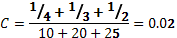 C = (1/4 + 1/3 + 1/2) / (10 + 20 + 25) = 0.02